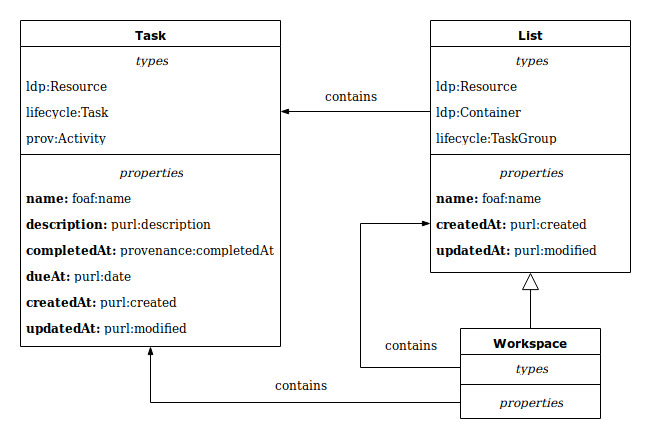 Task
types
ldp:Resource
lifecycle:Task
prov:Activity
properties
name: foaf:name
description: purl:description
completedAt: provenance:completedAt
dueAt: purl:date
createdAt: purl:created
updatedAt: purl:modified
contains
List
types
ldp:Resource
ldp:Container
lifecycle:TaskGroup
properties
name: foaf:name
createdAt: purl:created
updatedAt: purl:modified
contains
contains
Workspace
types
properties